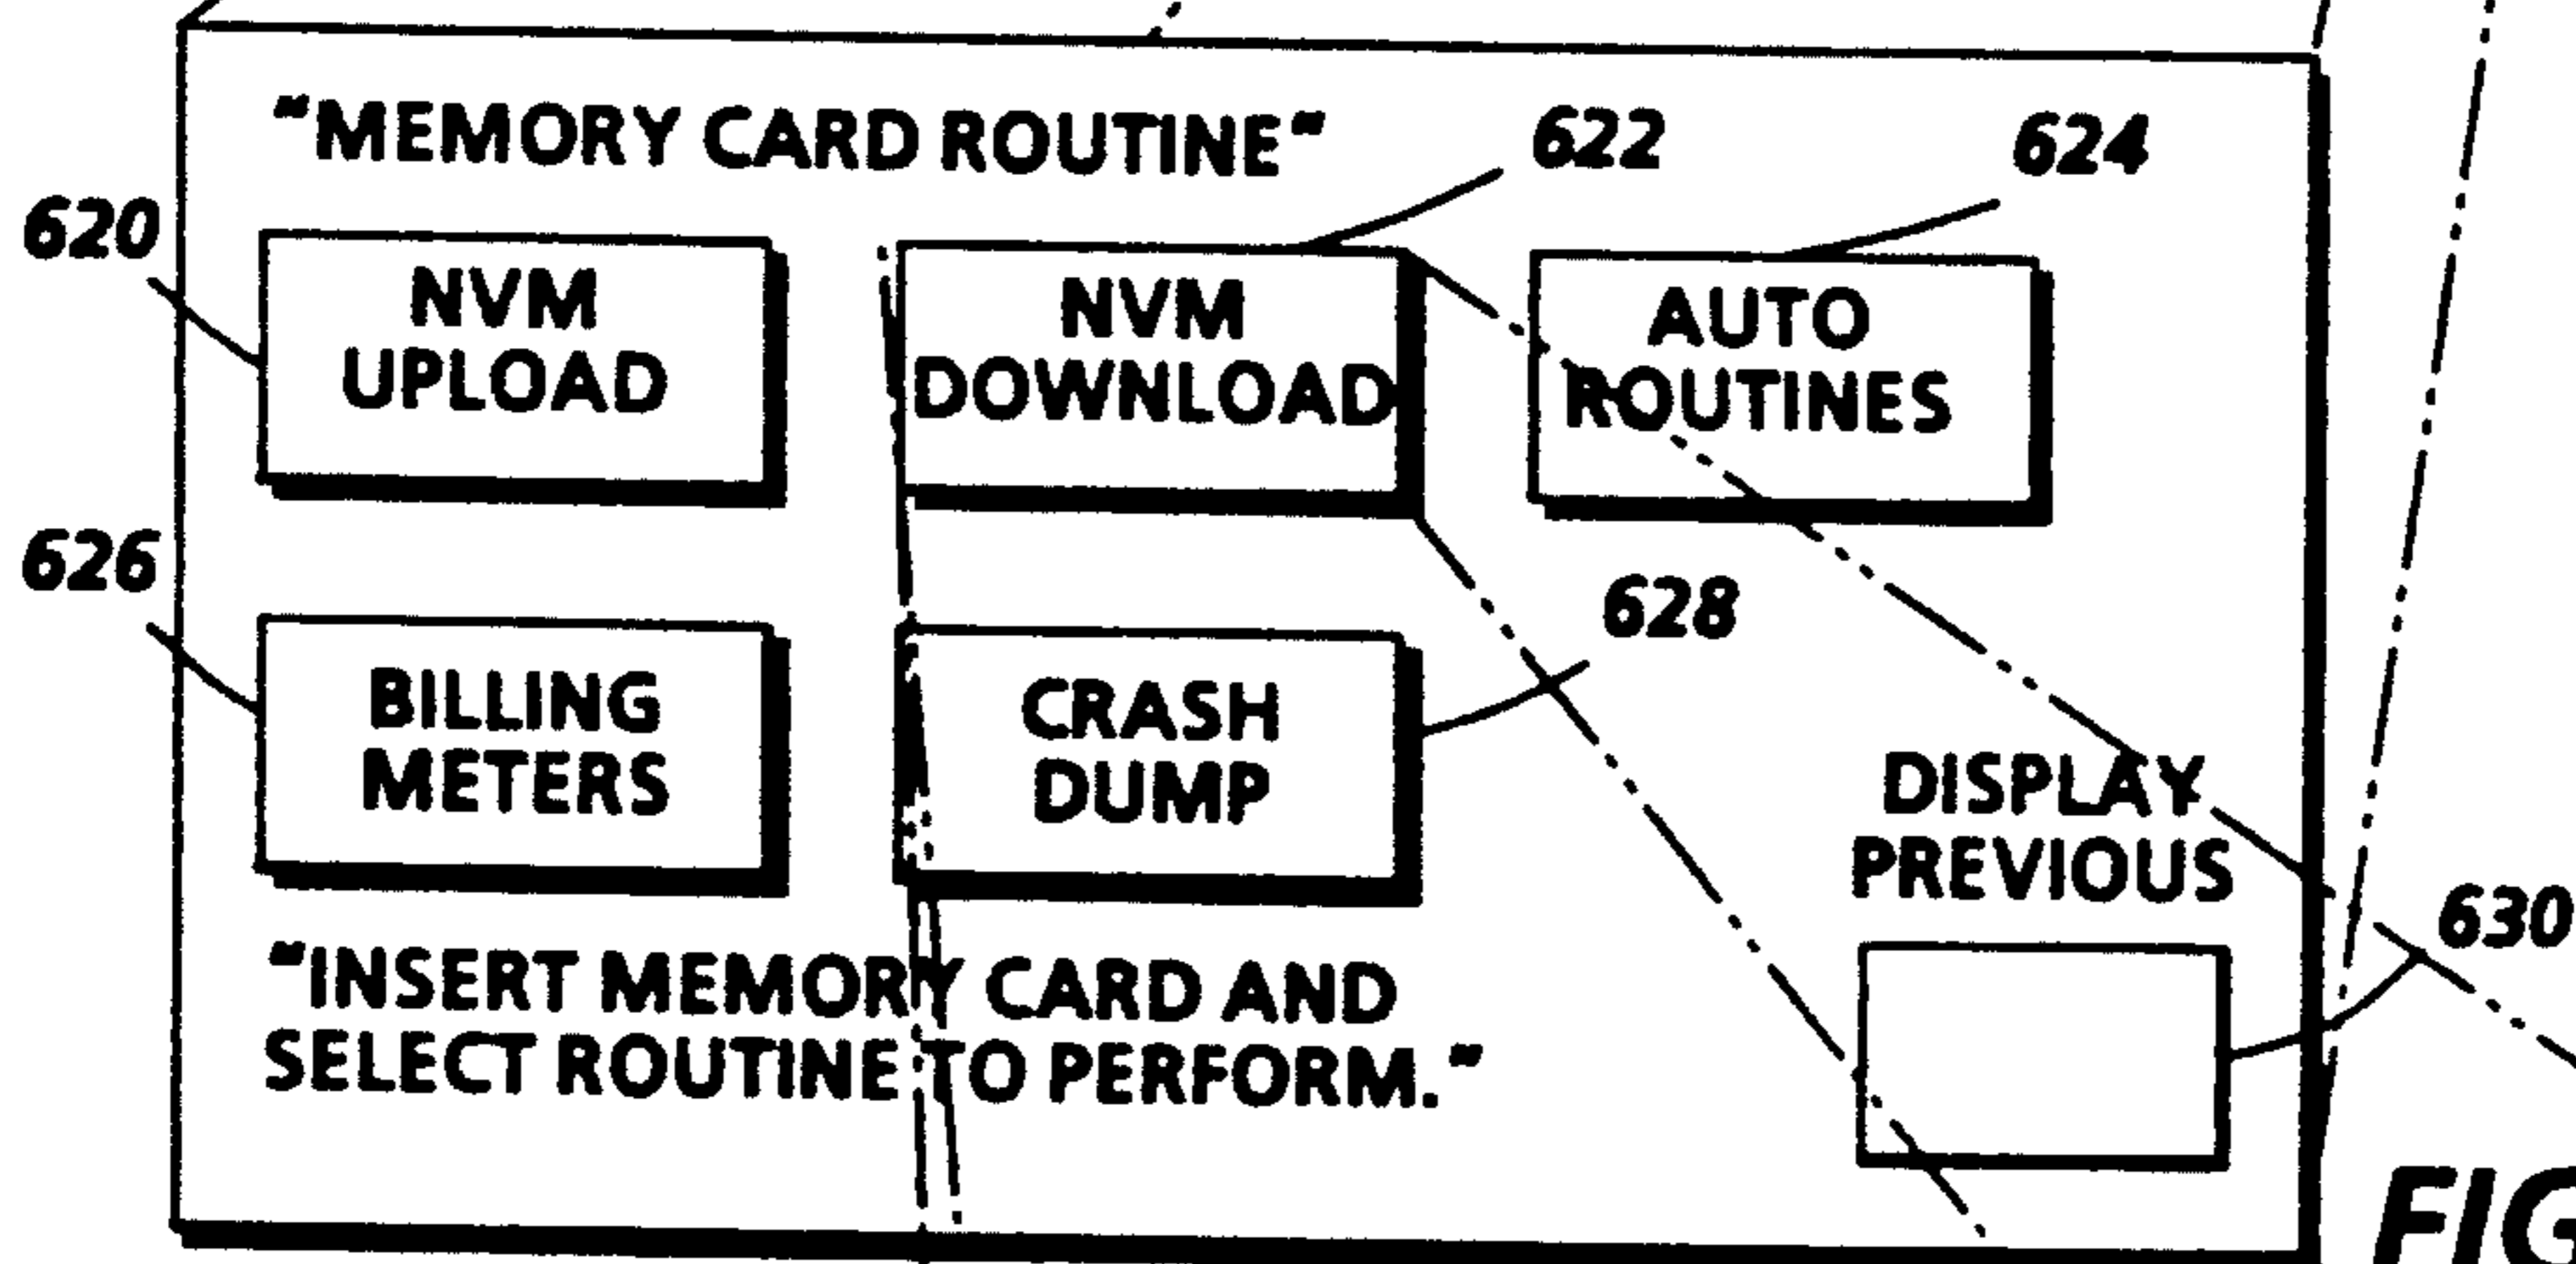 "MEMORY CARD ROUTINE"
622
624
620
NVM
UPLOAD
NVM
DOWNLOAD
AUTO
ROUTINES
626
628
BILLING
METERS
CRASH
DUMP
DISPLAY
PREVIOUS
630
"INSERT MEMORY CARD AND
SELECT ROUTINE TO PERFORM."
FIG